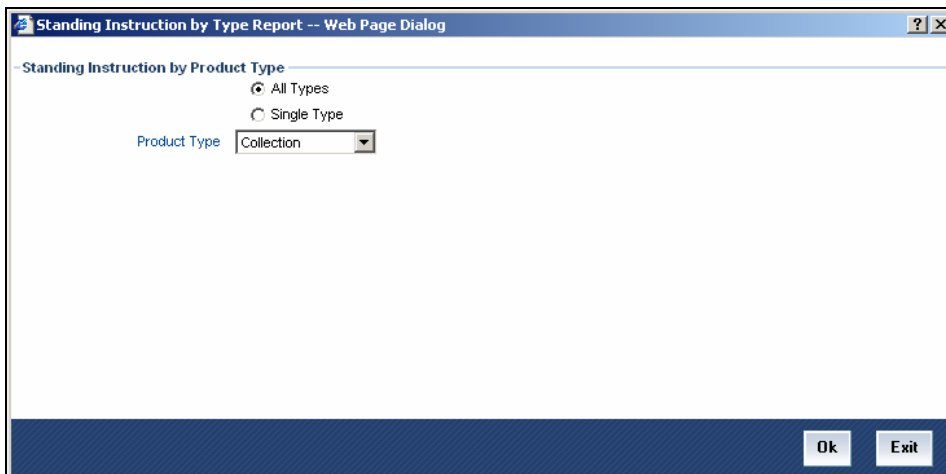 Standing Instruction by Type Report -- Web Page Dialog
Standing Instruction by Product Type
All Types
Single Type
Product Type Collection
Ok Exit